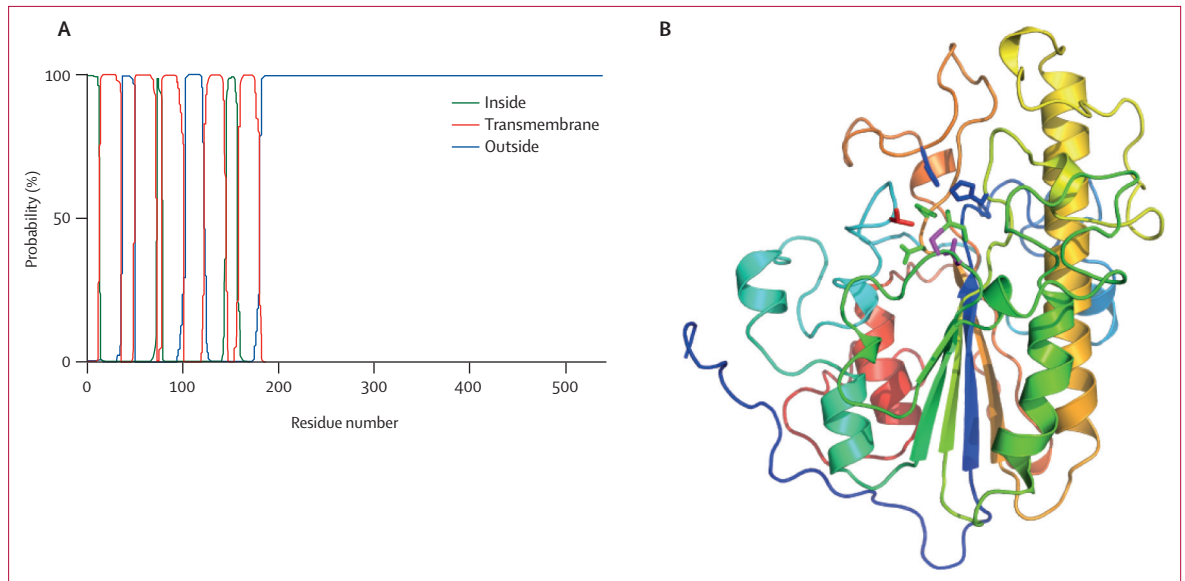 A
B
100
50
0
Probability (%)
Inside
Transmembrane
Outside
0
100
200
300
400
500
Residue number